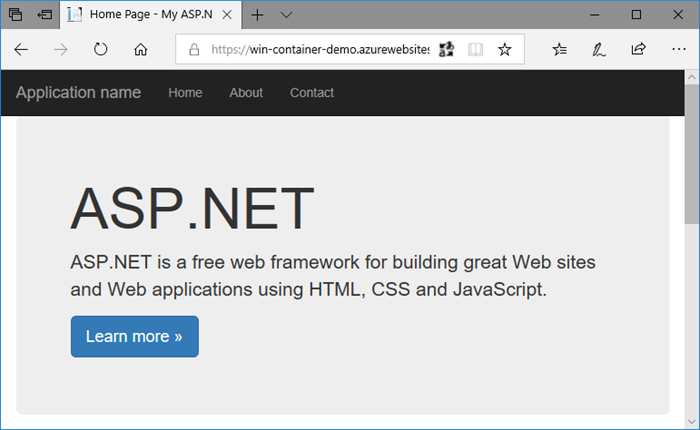 Home Page - My ASP.N
https://win-container-demo.azurewebsites
Application name Home About Contact
ASP.NET
ASP.NET is a free web framework for building great Web sites
and Web applications using HTML, CSS and JavaScript.
Learn more »